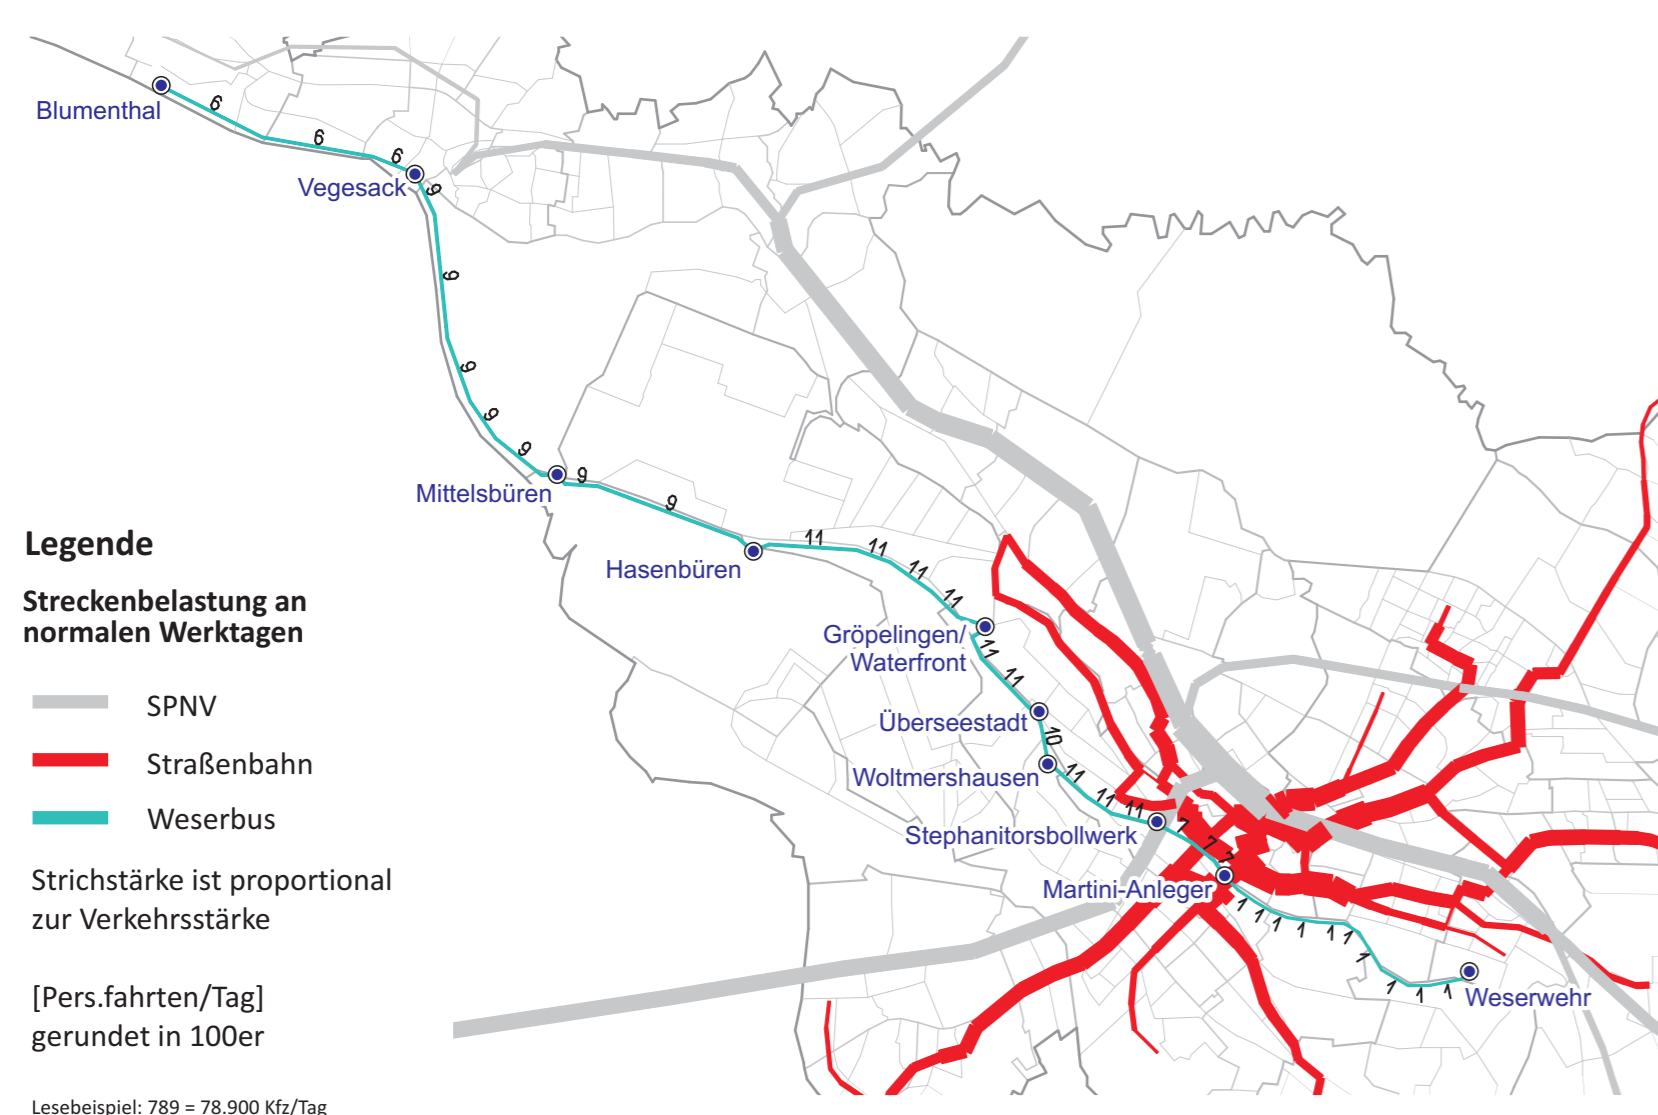 Blumenthal
6
6
6
Vegesack
9
9
9
9
9
Mittelsbüren
9
9
Hasenbüren
11
11
11
11
Gröpelingen/
Waterfront
11
11
Überseestadt
10
Woltmershausen
11
11
11
Stephanitorsbollwerk
7
7
7
Martini-Anleger
1
1
1
1
1
1
1
1
1
1
Weserwehr
Legende
Streckenbelastung an
normalen Werktagen
SPNV
Straßenbahn
Weserbus
Strichstärke ist proportional
zur Verkehrsstärke
[Pers.fahrten/Tag]
gerundet in 100er
Lesebeispiel: 789 = 78.900 Kfz/Tag